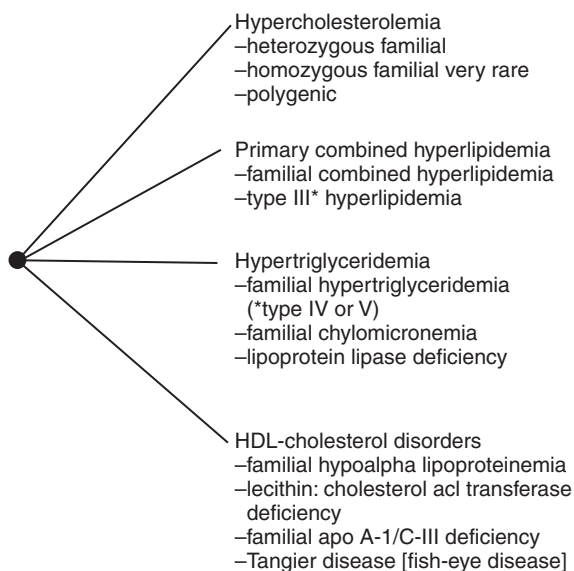 Hypercholesterolemia
–heterozygous familial
–homozygous familial very rare
–polygenic
Primary combined hyperlipidemia
–familial combined hyperlipidemia
–type III* hyperlipidemia
Hypertriglyceridemia
–familial hypertriglyceridemia
(*type IV or V)
–familial chylomicronemia
–lipoprotein lipase deficiency
HDL-cholesterol disorders
–familial hypoalpha lipoproteinemia
–lecithin: cholesterol acl transferase
deficiency
–familial apo A-1/C-III deficiency
–Tangier disease [fish-eye disease]